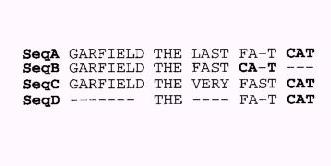 SeqA GARFIELD THE LAST FA-T CAT
SeqB GARFIELD THE FAST CA-T ---
SeqC GARFIELD THE VERY FAST CAT
SeqD -------- THE ---- FA-T CAT